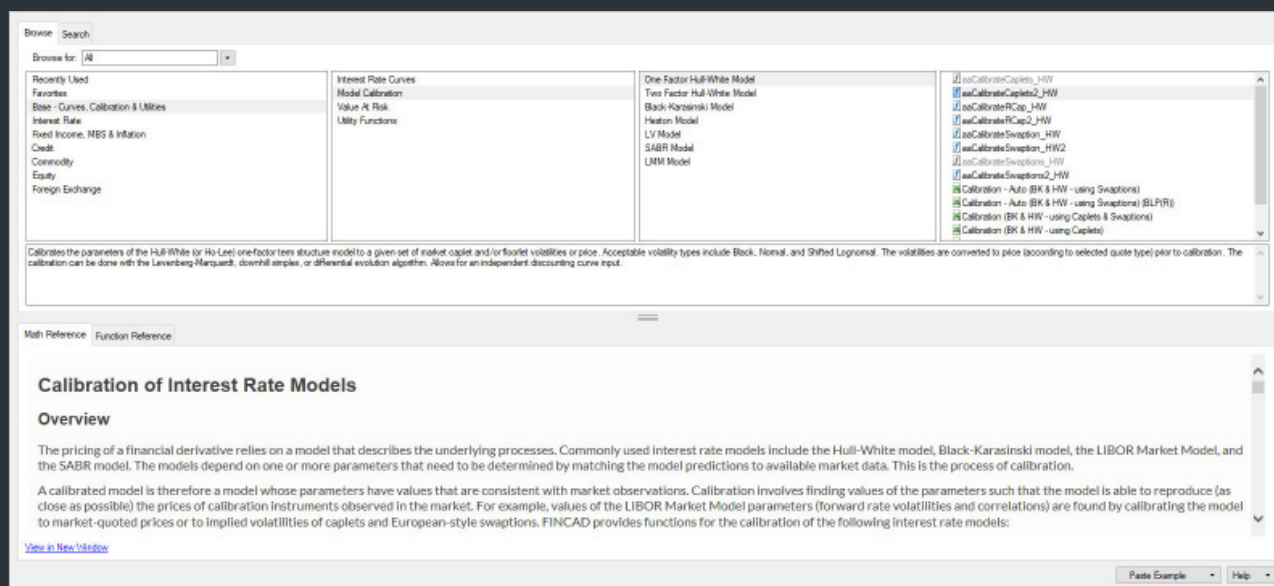 Browse Search
Browse for: All
Recently Used
Favorites
Base - Curves, Calibration & Utilities
Interest Rate
Fixed Income, MBS & Inflation
Credit
Commodity
Equity
Foreign Exchange
Interest Rate Curves
Model Calibration
Value At Risk
Utility Functions
One Factor Hull-White Model
Two Factor Hull-White Model
Black-Karasinski Model
Heston Model
LV Model
SABR Model
LMM Model
aaCalibrateCaplets_HW
aaCalibrateCaplets2_HW
aaCalibrateRCap_HW
aaCalibrateRCap2_HW
aaCalibrateSwaption_HW
aaCalibrateSwaption_HW2
aaCalibrateSwaptions_HW
aaCalibrateSwaptions2_HW
Calibration - Auto (BK & HW - using Swaptions)
Calibration - Auto (BK & HW - using Swaptions) (BLP(R))
Calibration (BK & HW - using Caplets & Swaptions)
Calibration (BK & HW - using Caplets)
Calibrates the parameters of the Hull-White (or Ho-Lee) one-factor term structure model to a given set of market caplet and/or floorlet volatilities or price. Acceptable volatility types include Black, Normal, and Shifted Lognormal. The volatilities are converted to price (according to selected quote type) prior to calibration. The
calibration can be done with the Levenberg-Marquardt, downhill simplex, or differential evolution algorithm. Allows for an independent discounting curve input.
Math Reference Function Reference
Calibration of Interest Rate Models
Overview
The pricing of a financial derivative relies on a model that describes the underlying processes. Commonly used interest rate models include the Hull-White model, Black-Karasinski model, the LIBOR Market Model, and
the SABR model. The models depend on one or more parameters that need to be determined by matching the model predictions to available market data. This is the process of calibration.
A calibrated model is therefore a model whose parameters have values that are consistent with market observations. Calibration involves finding values of the parameters such that the model is able to reproduce (as
close as possible) the prices of calibration instruments observed in the market. For example, values of the LIBOR Market Model parameters (forward rate volatilities and correlations) are found by calibrating the model
to market-quoted prices or to implied volatilities of caplets and European-style swaptions. FINCAD provides functions for the calibration of the following interest rate models:
View in New Window
Paste Example Help